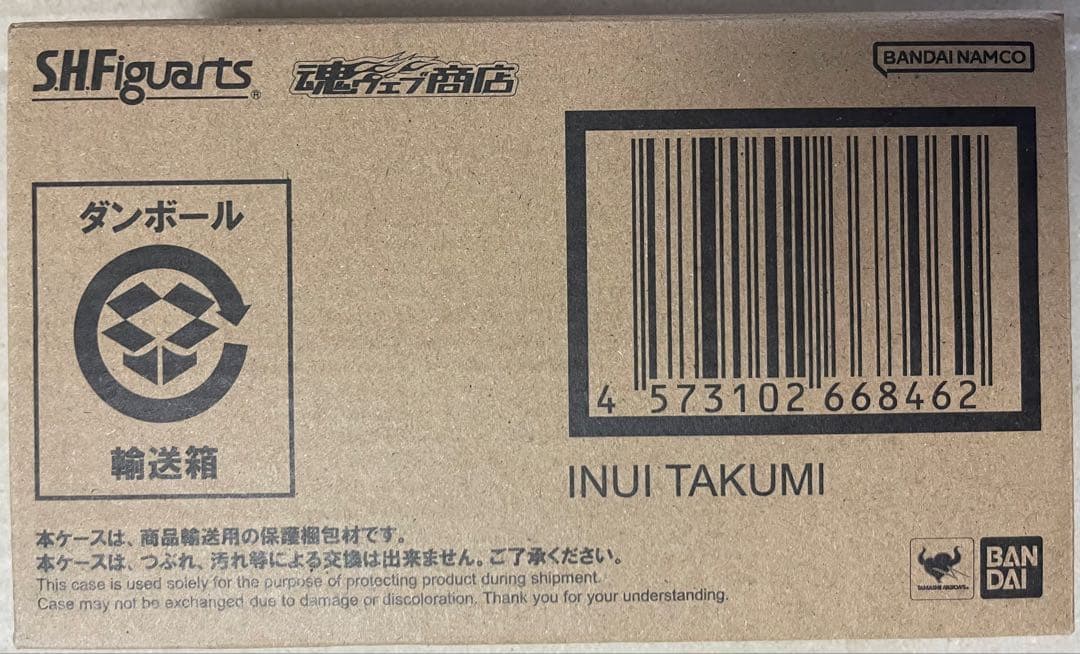 S.H.Figuarts®
魂ウェブ商店
BANDAI NAMCO
ダンボール
輸送箱
4 573102 668462
INUI TAKUMI
本ケースは、商品輸送用の保護梱包材です。
本ケースは、つぶれ、汚れ等による交換は出来ません。ご了承ください。
This case is used solely for the purpose of protecting product during shipment.
Case may not be exchanged due to damage or discoloration. Thank you for your understanding.
TAMASHII NATIONS
BAN
DAI